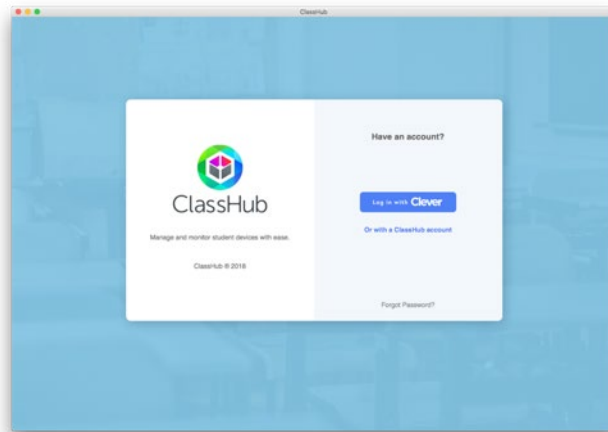 ClassHub
ClassHub
Manage and monitor student devices with ease.
ClassHub © 2018
Have an account?
Log in with Clever
Or with a ClassHub account
Forgot Password?